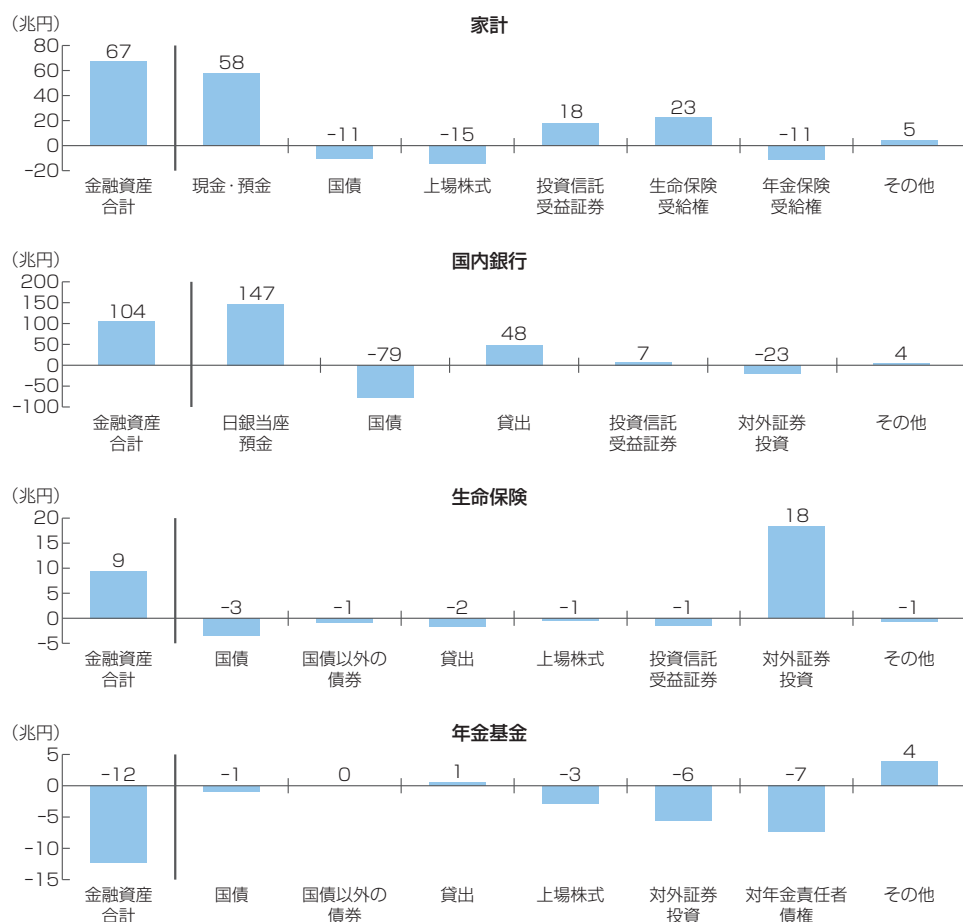 家計
（兆円）
80
60
40
20
0
−20
67
58
−11
−15
18
23
−11
5
金融資産
合計
現金・預金
国債
上場株式
投資信託
受益証券
生命保険
受給権
年金保険
受給権
その他
国内銀行
（兆円）
200
150
100
50
0
−50
−100
104
147
−79
48
7
−23
4
金融資産
合計
日銀当座
預金
国債
貸出
投資信託
受益証券
対外証券
投資
その他
生命保険
（兆円）
20
15
10
5
0
−5
9
−3
−1
−2
−1
−1
18
−1
金融資産
合計
国債
国債以外の
債券
貸出
上場株式
投資信託
受益証券
対外証券
投資
その他
年金基金
（兆円）
5
0
−5
−10
−15
−12
−1
0
1
−3
−6
−7
4
金融資産
合計
国債
国債以外の
債券
貸出
上場株式
対外証券
投資
対年金責任者
債権
その他